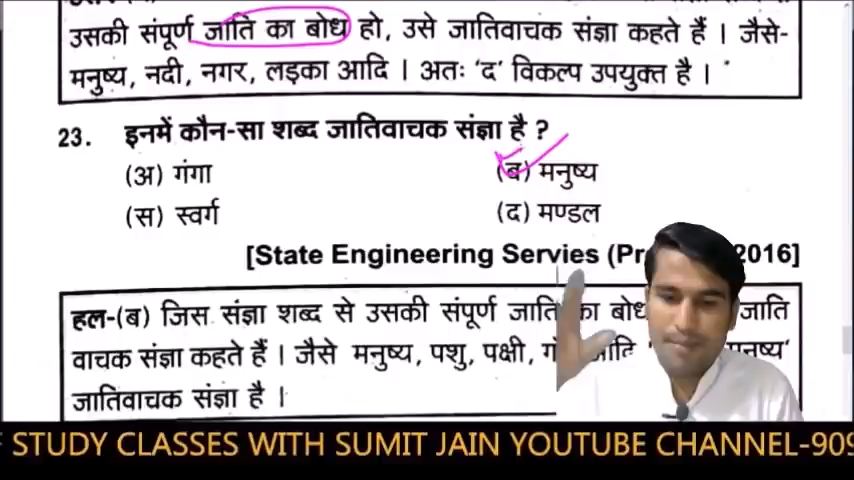 उसकी संपूर्ण जाति का बोध हो, उसे जातिवाचक संज्ञा कहते हैं । जैसे-
मनुष्य, नदी, नगर, लड़का आदि । अतः 'द' विकल्प उपयुक्त है ।
23. इनमें कौन-सा शब्द जातिवाचक संज्ञा है ?
(अ) गंगा (ब) मनुष्य
(स) स्वर्ग (द) मण्डल
[State Engineering Servies 2016]
हल-(ब) जिस संज्ञा शब्द से उसकी संपूर्ण जाति का बोध जाति
वाचक संज्ञा कहते हैं । जैसे मनुष्य, पशु, पक्षी, मनुष्य'
जातिवाचक संज्ञा है ।
STUDY CLASSES WITH SUMIT JAIN YOUTUBE CHANNEL-909